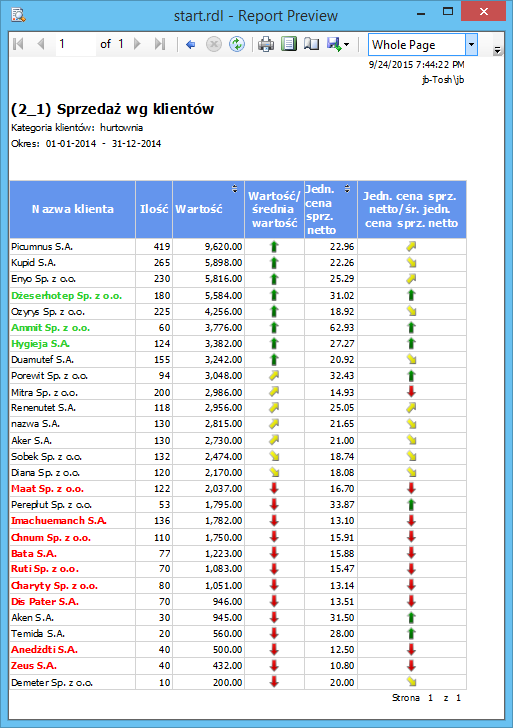 start.rdl - Report Preview
1 of 1 Whole Page
9/24/2015 7:44:22 PM
jb-Tosh\jb
(2_1) Sprzedaż wg klientów
Kategoria klientów: hurtownia
Okres: 01-01-2014 - 31-12-2014
Nazwa klienta Ilość Wartość Wartość/średnia wartość Jedn. cena sprz. netto Jedn. cena sprz. netto/śr. jedn. cena sprz. netto
Picumnus S.A. 419 9,620.00 22.96
Kupid S.A. 265 5,898.00 22.26
Enyo Sp. z o.o. 230 5,816.00 25.29
Dżeserhotep Sp. z o.o. 180 5,584.00 31.02
Ozyrys Sp. z o.o. 225 4,256.00 18.92
Ammit Sp. z o.o. 60 3,776.00 62.93
Hygieja S.A. 124 3,382.00 27.27
Duamutef S.A. 155 3,242.00 20.92
Porewit Sp. z o.o. 94 3,048.00 32.43
Mitra Sp. z o.o. 200 2,986.00 14.93
Renenutet S.A. 118 2,956.00 25.05
nazwa S.A. 130 2,815.00 21.65
Aker S.A. 130 2,730.00 21.00
Sobek Sp. z o.o. 132 2,474.00 18.74
Diana Sp. z o.o. 120 2,170.00 18.08
Maat Sp. z o.o. 122 2,037.00 16.70
Perepłut Sp. z o.o. 53 1,795.00 33.87
Imachuemanch S.A. 136 1,782.00 13.10
Chnum Sp. z o.o. 110 1,750.00 15.91
Bata S.A. 77 1,223.00 15.88
Ruti Sp. z o.o. 70 1,083.00 15.47
Charyty Sp. z o.o. 80 1,051.00 13.14
Dis Pater S.A. 70 946.00 13.51
Aken S.A. 30 945.00 31.50
Temida S.A. 20 560.00 28.00
Anedżdti S.A. 40 500.00 12.50
Zeus S.A. 40 432.00 10.80
Demeter Sp. z o.o. 10 200.00 20.00
Strona 1 z 1